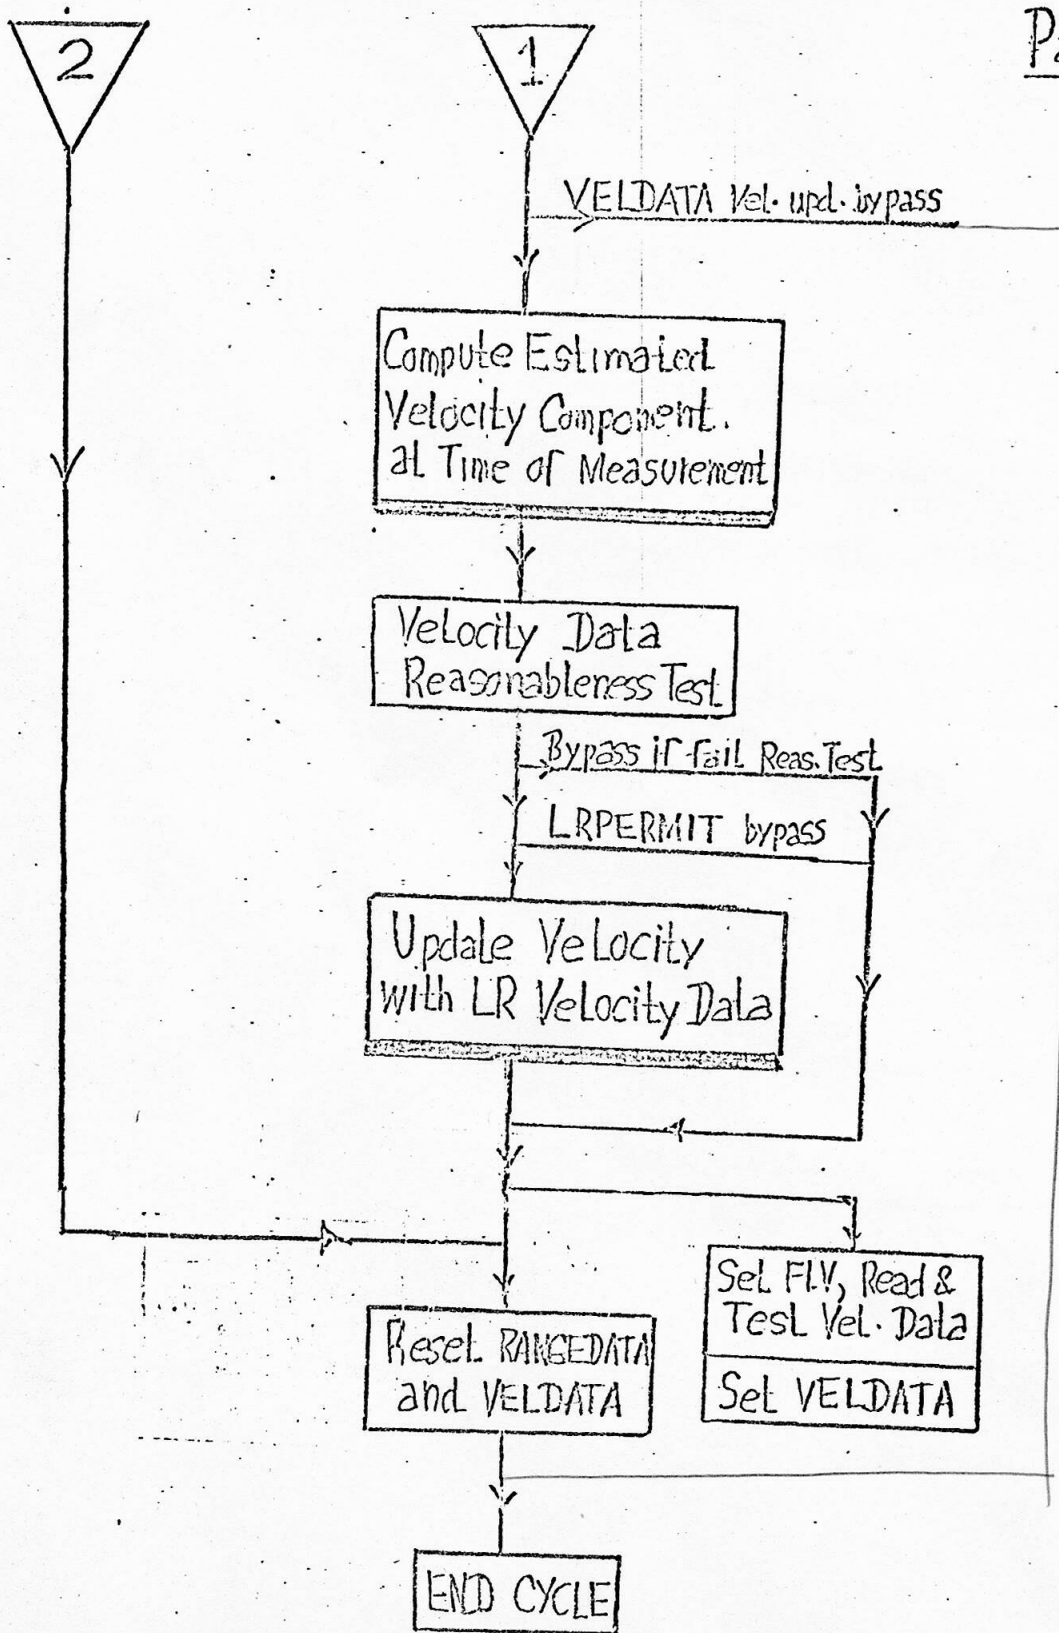 2
1
VELDATA Vel. upd. bypass
Compute Estimated
Velocity Component.
at Time of Measurement
Velocity Data
Reasonableness Test
Bypass if fail Reas. Test
LRPERMIT bypass
Update Velocity
with LR Velocity Data
Set FLV, Read &
Test Vel. Data
Set VELDATA
Reset RANGEDATA
and VELDATA
END CYCLE